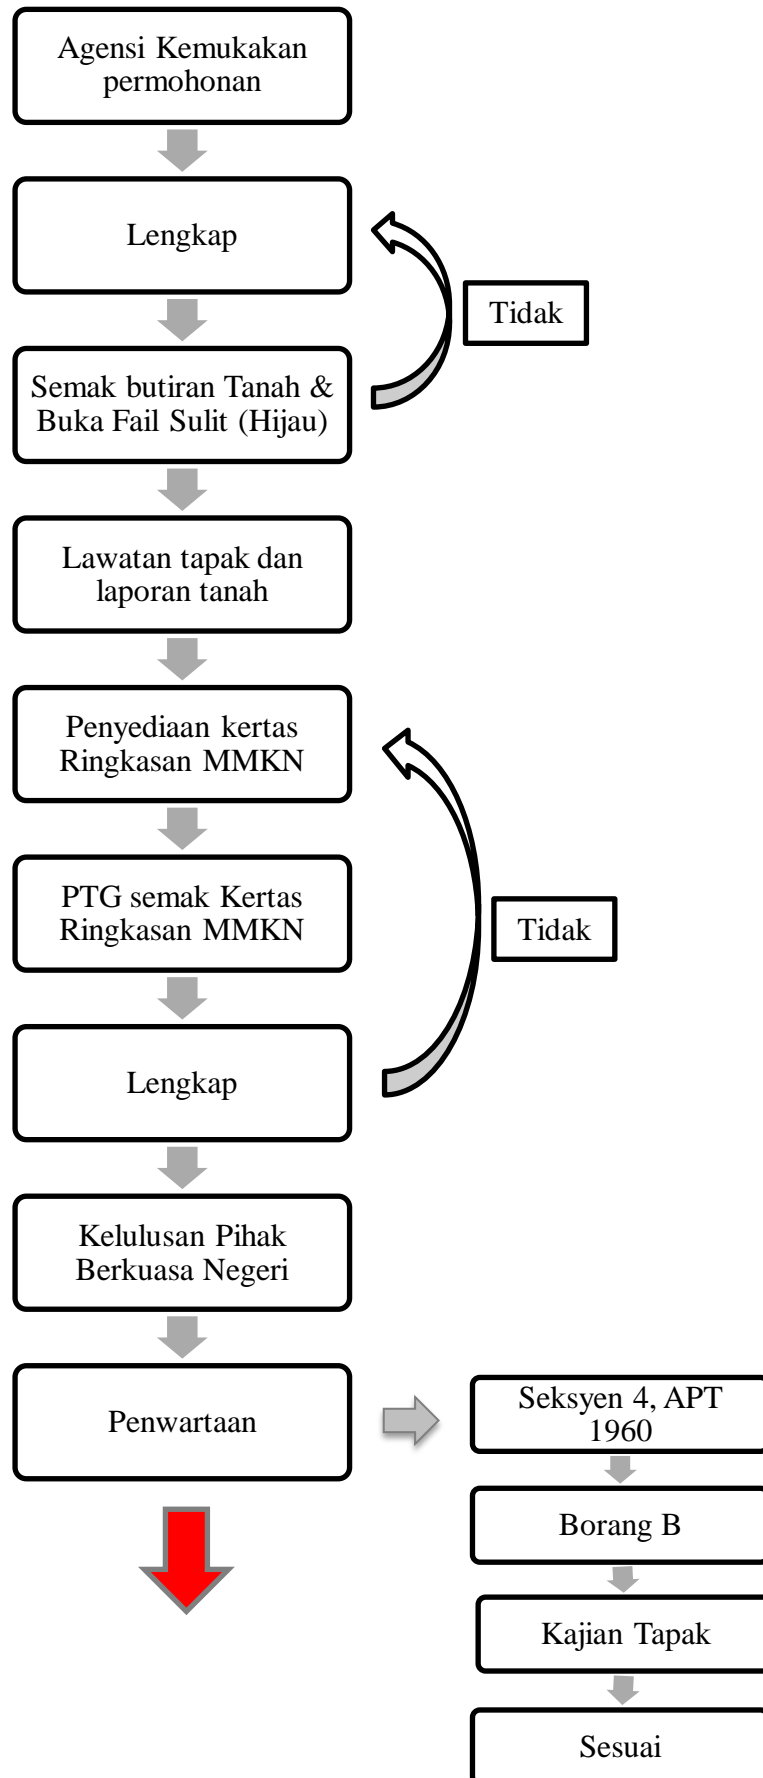 Agensi Kemukakan
permohonan
Lengkap
Tidak
Semak butiran Tanah &
Buka Fail Sulit (Hijau)
Lawatan tapak dan
laporan tanah
Penyediaan kertas
Ringkasan MMKN
PTG semak Kertas
Ringkasan MMKN
Tidak
Lengkap
Kelulusan Pihak
Berkuasa Negeri
Penwartaan
Seksyen 4, APT
1960
Borang B
Kajian Tapak
Sesuai